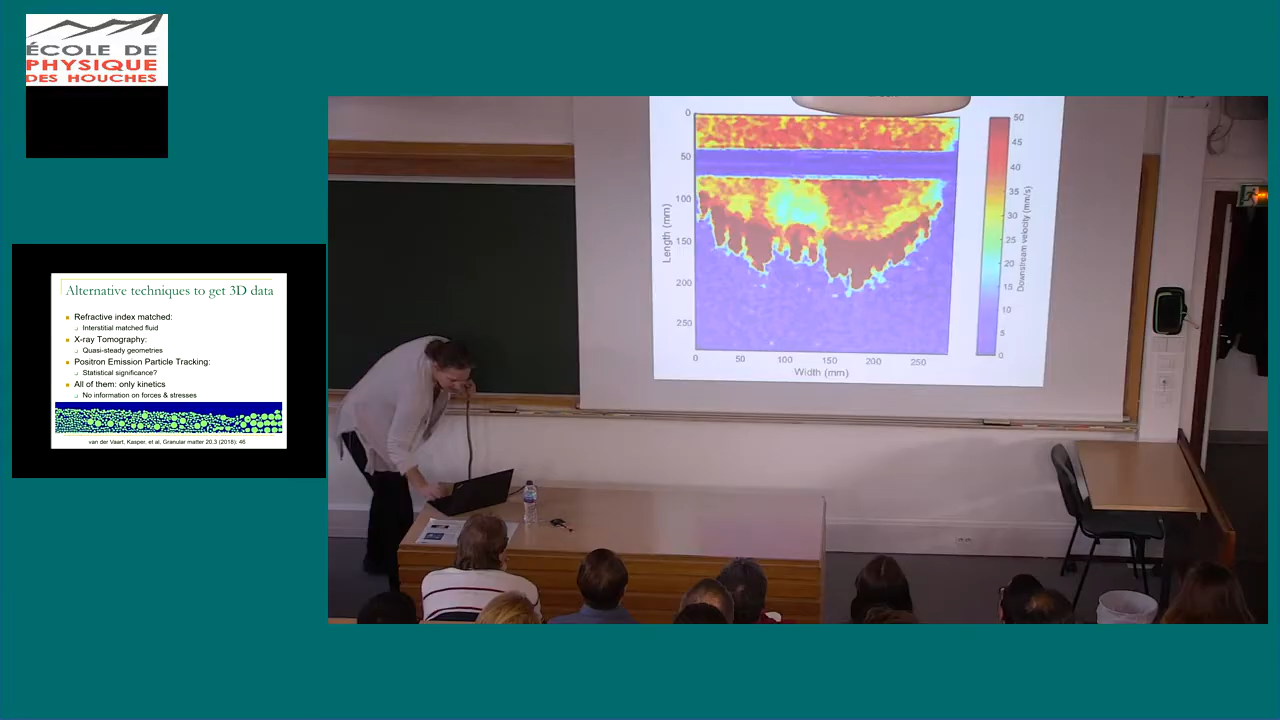 ÉCOLE DE
PHYSIQUE
DES HOUCHES
Alternative techniques to get 3D data
Refractive index matched:
Interstitial matched fluid
X-ray Tomography:
Quasi-steady geometries
Positron Emission Particle Tracking:
Statistical significance?
All of them: only kinetics
No information on forces & stresses
van der Vaart, Kasper, et al, Granular matter 20.3 (2018): 46
0
50
100
150
200
250
Length (mm)
0
50
100
150
200
250
Width (mm)
50
45
40
35
30
25
20
15
10
5
0
Downstream velocity (mm/s)